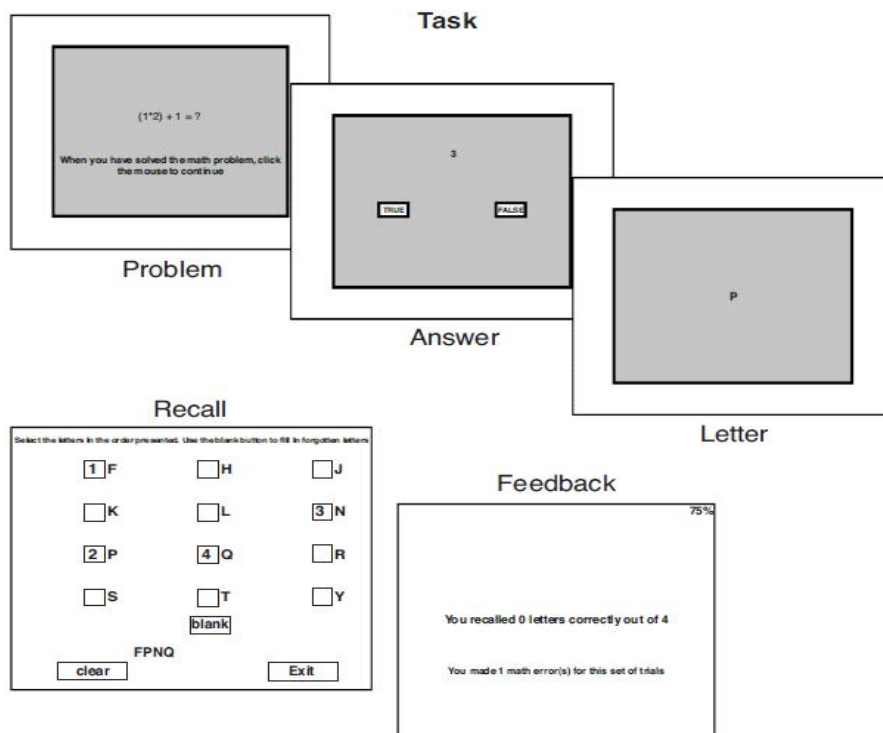 Task
(1*2) + 1 = ?
When you have solved the math problem, click
the mouse to continue
Problem
3
TRUE FALSE
Answer
P
Letter
Recall
Select the letters in the order presented. Use the blank button to fill in forgotten letters
1 F H J
K L 3 N
2 P 4 Q R
S T Y
blank
FPNQ
clear Exit
Feedback
75%
You recalled 0 letters correctly out of 4
You made 1 math error(s) for this set of trials